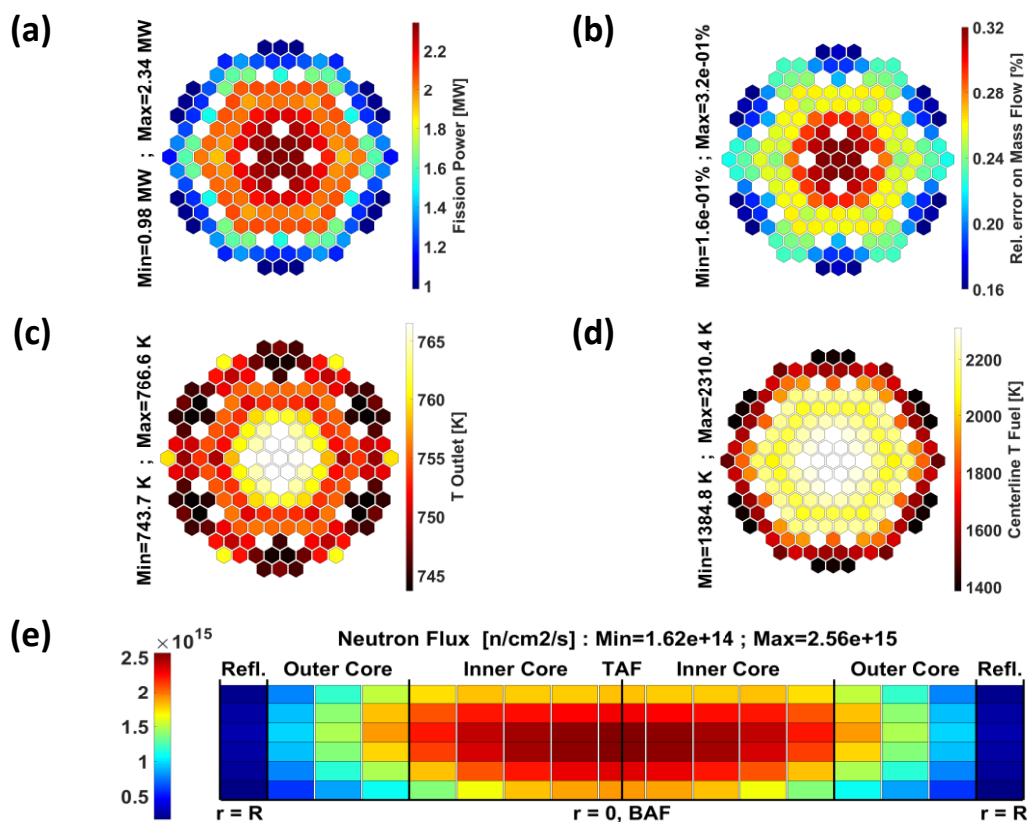 (a)
Min=0.98 MW ; Max=2.34 MW
2.2
2
1.8
1.6
1.4
1.2
1
Fission Power [MW]
(b)
Min=1.6e-01% ; Max=3.2e-01%
0.32
0.28
0.24
0.20
0.16
Rel. error on Mass Flow [%]
(c)
Min=743.7 K ; Max=766.6 K
765
760
755
750
745
T Outlet [K]
(d)
Min=1384.8 K ; Max=2310.4 K
2200
2000
1800
1600
1400
Centerline T Fuel [K]
(e)
× 10^15
2.5
2
1.5
1
0.5
Neutron Flux [n/cm2/s] : Min=1.62e+14 ; Max=2.56e+15
Refl. Outer Core Inner Core TAF Inner Core Outer Core Refl.
r = R r = 0, BAF r = R